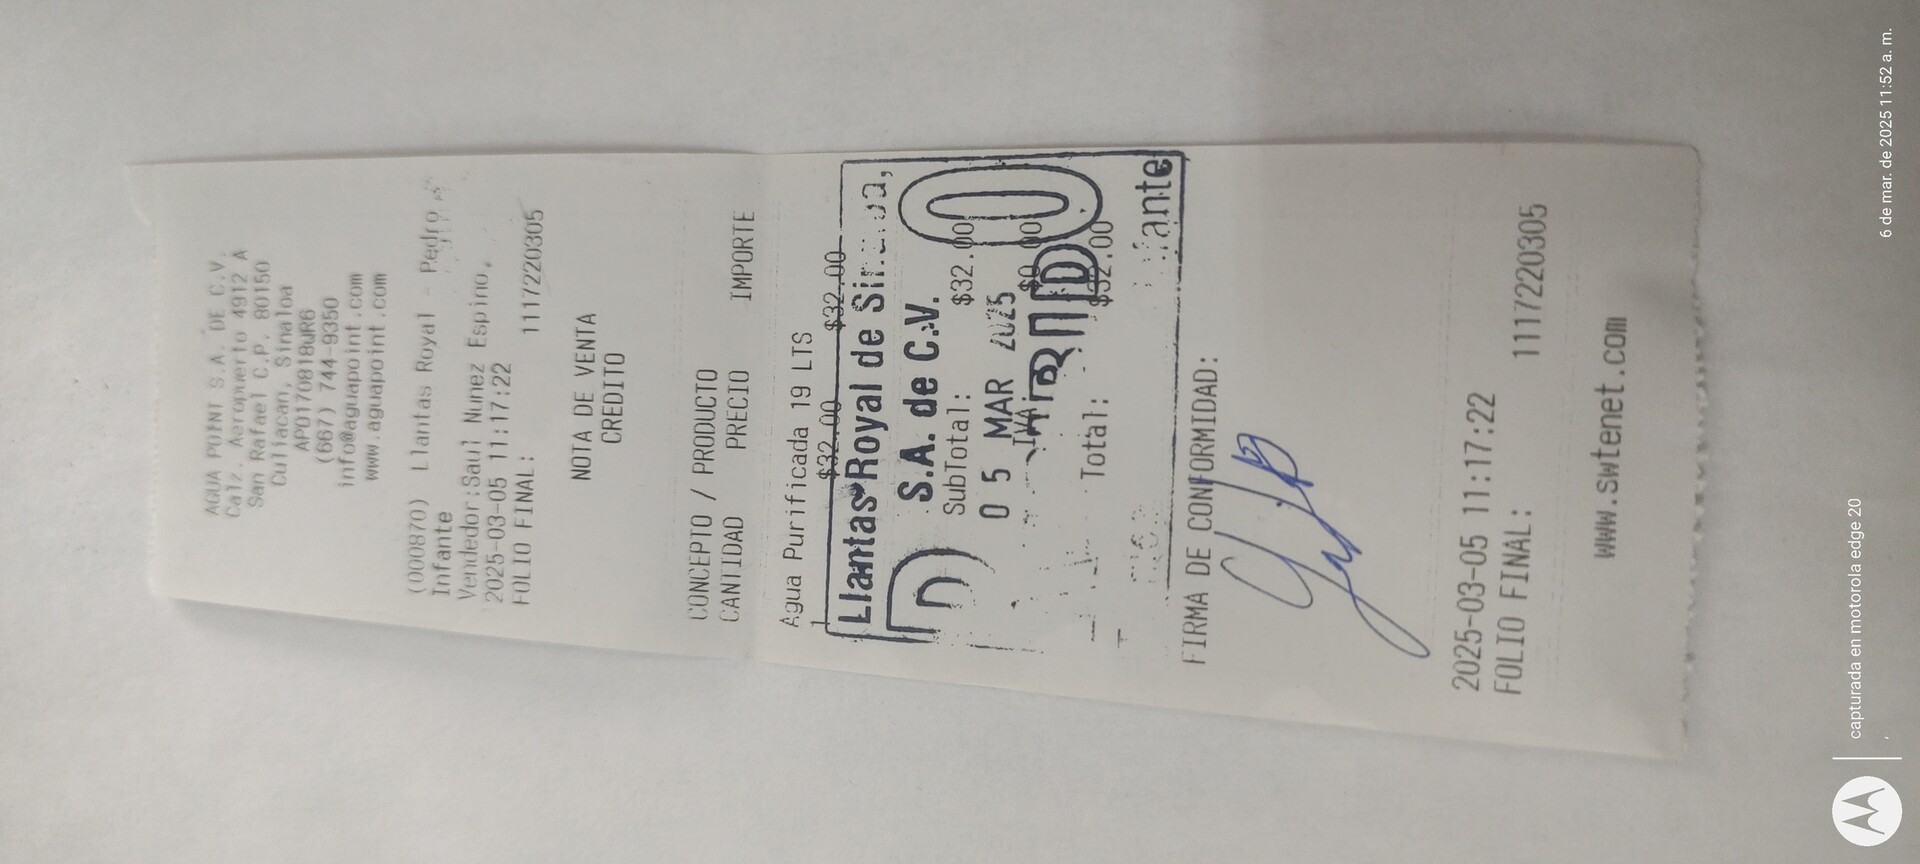 AGUA POINT S.A. DE C.V.
Calz. Aeropuerto 4912 A
San Rafael C.P. 80150
Culiacan, Sinaloa
APO170818UR6
(667) 744-9350
info@aguapoint.com
www.aguapoint.com
(000870) Llantas Royal - Pedro
Infante
Vendedor:Saul Nunez Espino.
2025-03-05 11:17:22
FOLIO FINAL:
1117220305
NOTA DE VENTA
CREDITO
CONCEPTO / PRODUCTO
CANTIDAD PRECIO IMPORTE
Agua Purificada 19 LTS
1 $32.00 $32.00
Llantas Royal de Sinaloa,
S.A. de C.V.
SubTotal: $32.00
05 MAR 2025
IVA: $0.00
Total: $32.00
FIRMA DE CONFORMIDAD:
2025-03-05 11:17:22
FOLIO FINAL:
1117220305
www.swtenet.com
capturada en motorola edge 20
6 de mar. de 2025 11:52 a. m.